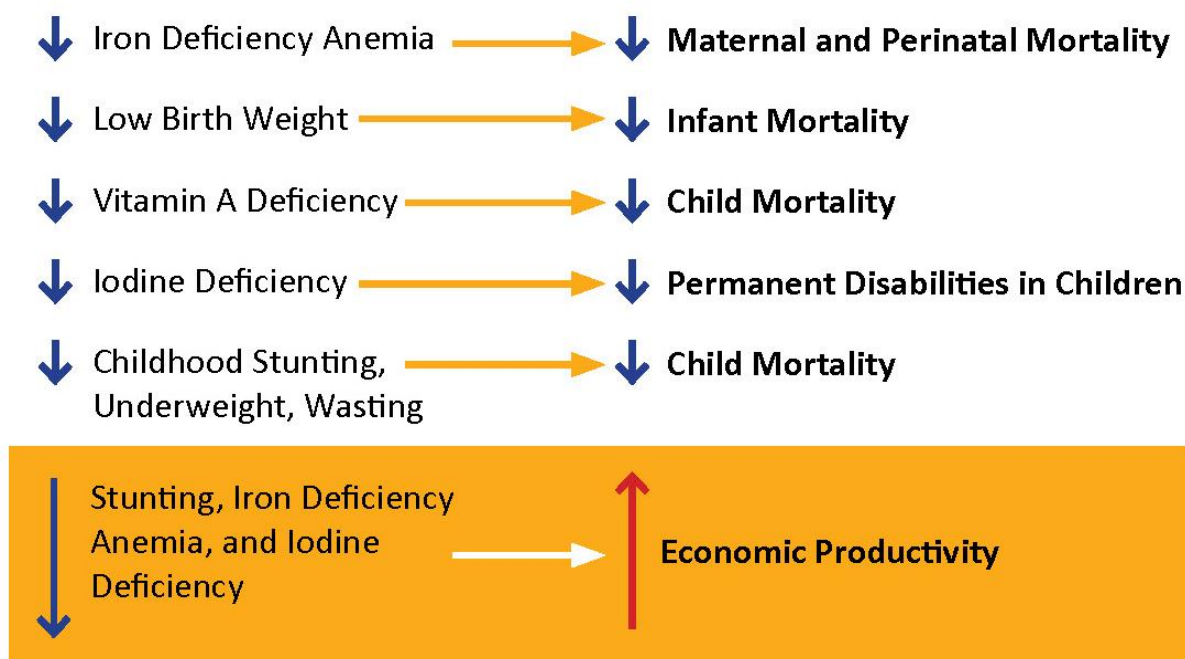 Iron Deficiency Anemia
Maternal and Perinatal Mortality
Low Birth Weight
Infant Mortality
Vitamin A Deficiency
Child Mortality
Iodine Deficiency
Permanent Disabilities in Children
Childhood Stunting,
Underweight, Wasting
Child Mortality
Stunting, Iron Deficiency
Anemia, and Iodine
Deficiency
Economic Productivity